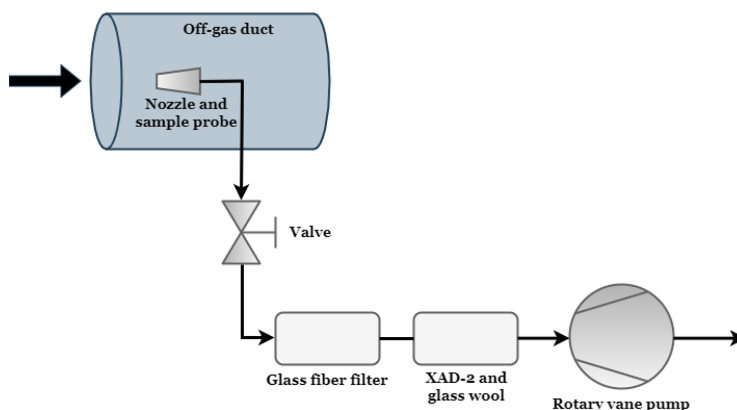 Off-gas duct
Nozzle and
sample probe
Valve
Glass fiber filter
XAD-2 and
glass wool
Rotary vane pump